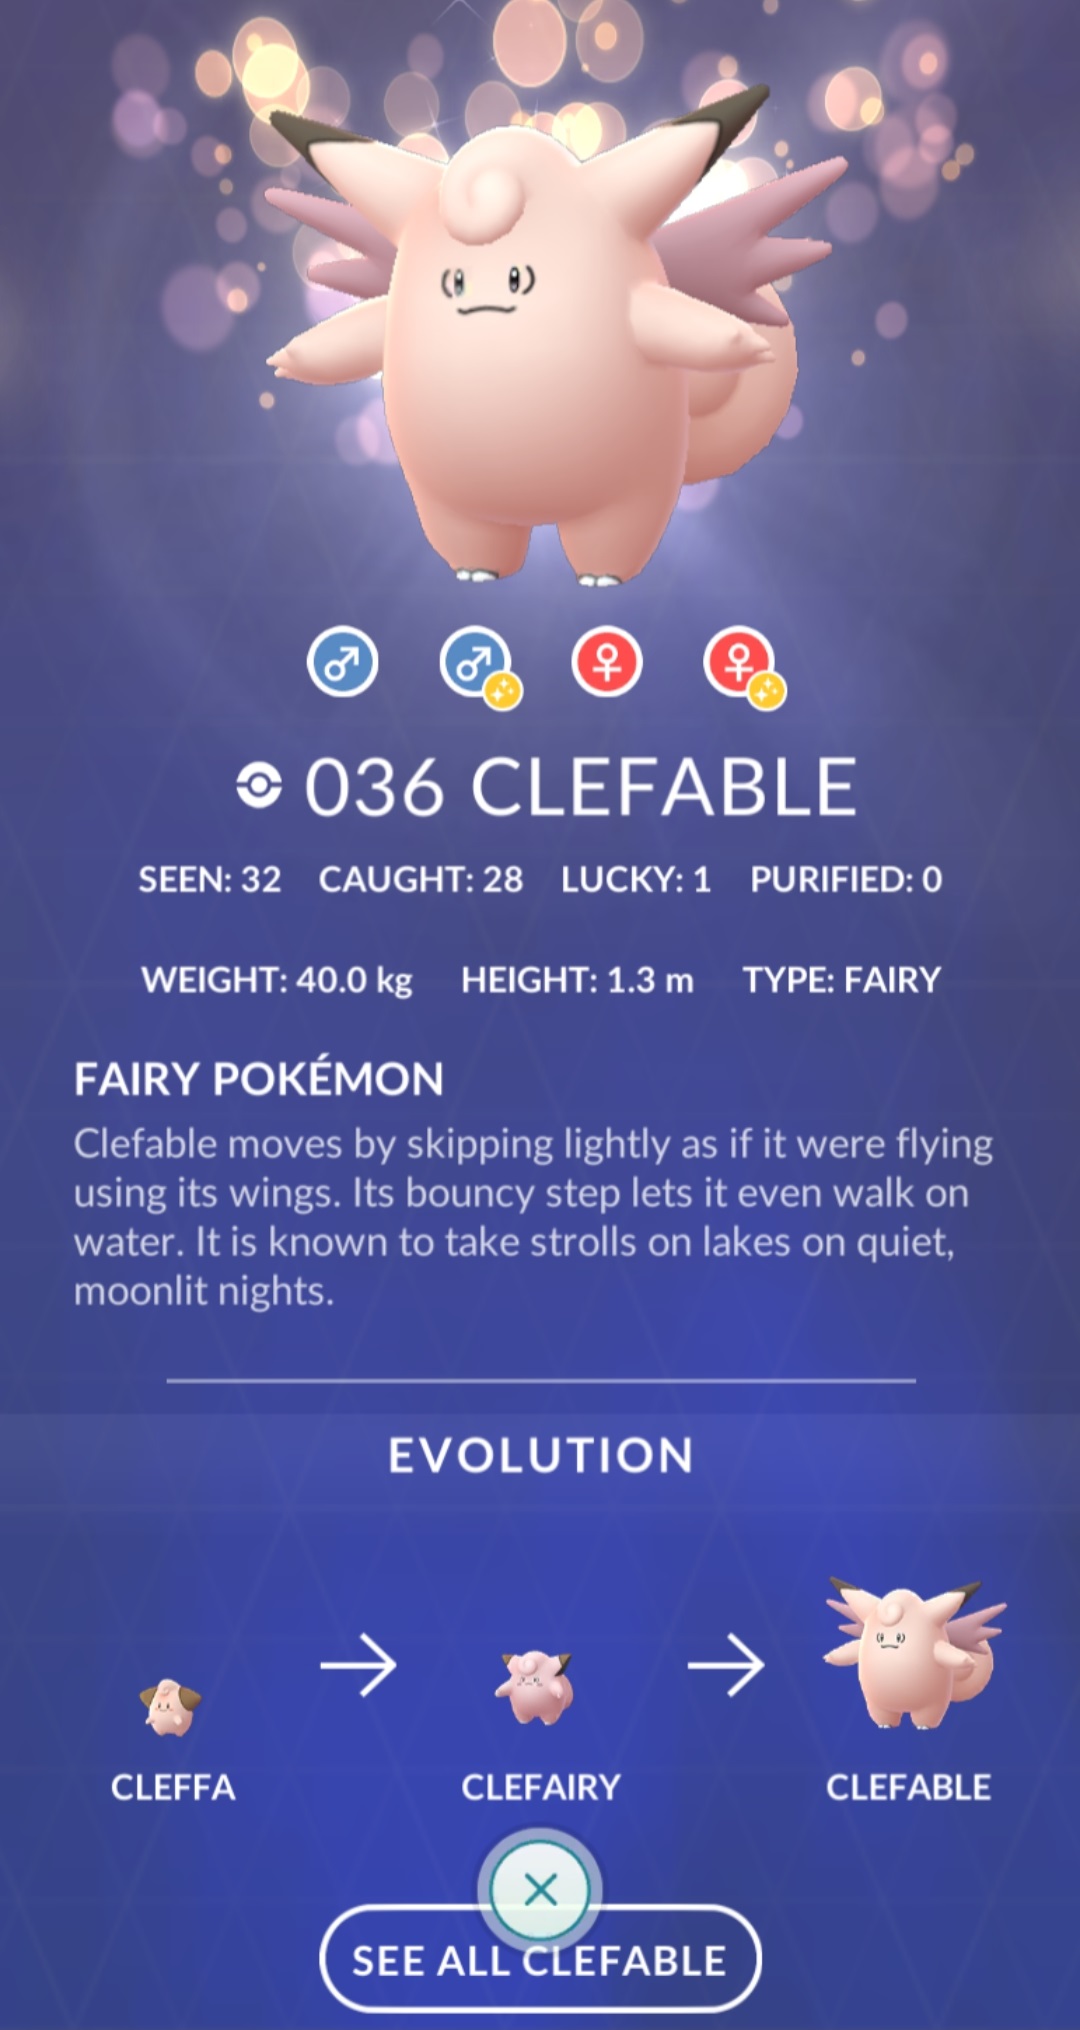 036 CLEFABLE
SEEN: 32 CAUGHT: 28 LUCKY: 1 PURIFIED: 0
WEIGHT: 40.0 kg HEIGHT: 1.3 m TYPE: FAIRY
FAIRY POKÉMON
Clefable moves by skipping lightly as if it were flying
using its wings. Its bouncy step lets it even walk on
water. It is known to take strolls on lakes on quiet,
moonlit nights.
EVOLUTION
CLEFFA CLEFAIRY CLEFABLE
SEE ALL CLEFABLE